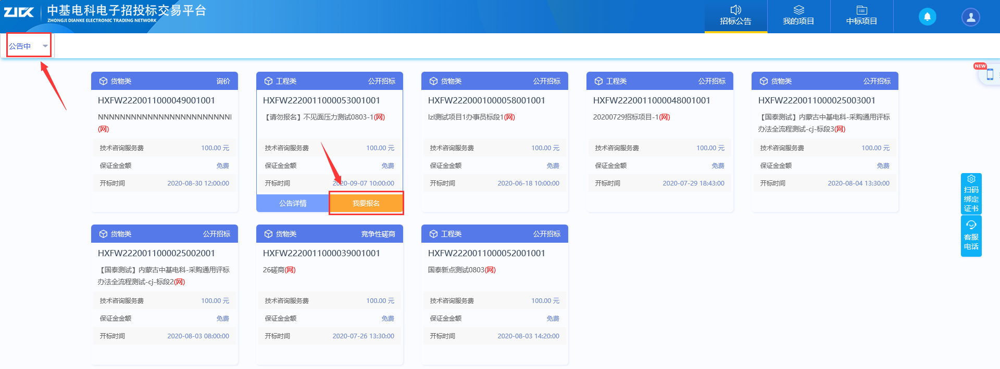 ZJCK
中基电科电子招投标交易平台
ZHONGJI DIANKE ELECTRONIC TRADING NETWORK
招标公告
我的项目
中标项目
公告中
NEW
货物类 询价
HXFW2220011000049001001
NNNNNNNNNNNNNNNNNNNNNNNN
(网)
技术咨询服务费 100.00 元
保证金金额 免费
开标时间 2020-08-30 12:00:00
工程类 公开招标
HXFW2220011000053001001
【请勿报名】不见面压力测试0803-1(网)
技术咨询服务费 100.00 元
保证金金额 免费
开标时间 2020-09-07 10:00:00
公告详情 我要报名
货物类 公开招标
HXFW2220001000058001001
lzl测试项目1办事员标段1(网)
技术咨询服务费 100.00 元
保证金金额 免费
开标时间 2020-06-18 10:00:00
工程类 公开招标
HXFW2220011000048001001
20200729招标项目-1(网)
技术咨询服务费 100.00 元
保证金金额 免费
开标时间 2020-07-29 18:43:00
货物类 公开招标
HXFW2220011000025003001
【国泰测试】内蒙古中基电科-采购通用评标
办法全流程测试-cj-标段3(网)
技术咨询服务费 100.00 元
保证金金额 免费
开标时间 2020-08-04 13:30:00
货物类 公开招标
HXFW2220011000025002001
【国泰测试】内蒙古中基电科-采购通用评标
办法全流程测试-cj-标段2(网)
技术咨询服务费 100.00 元
保证金金额 免费
开标时间 2020-08-03 08:00:00
货物类 竞争性磋商
HXFW2220011000039001001
26磋商(网)
技术咨询服务费 100.00 元
保证金金额 免费
开标时间 2020-07-26 13:30:00
工程类 公开招标
HXFW2220011000052001001
国泰新点测试0803(网)
技术咨询服务费 100.00 元
保证金金额 免费
开标时间 2020-08-03 14:20:00
扫码
绑定
证书
客服
电话